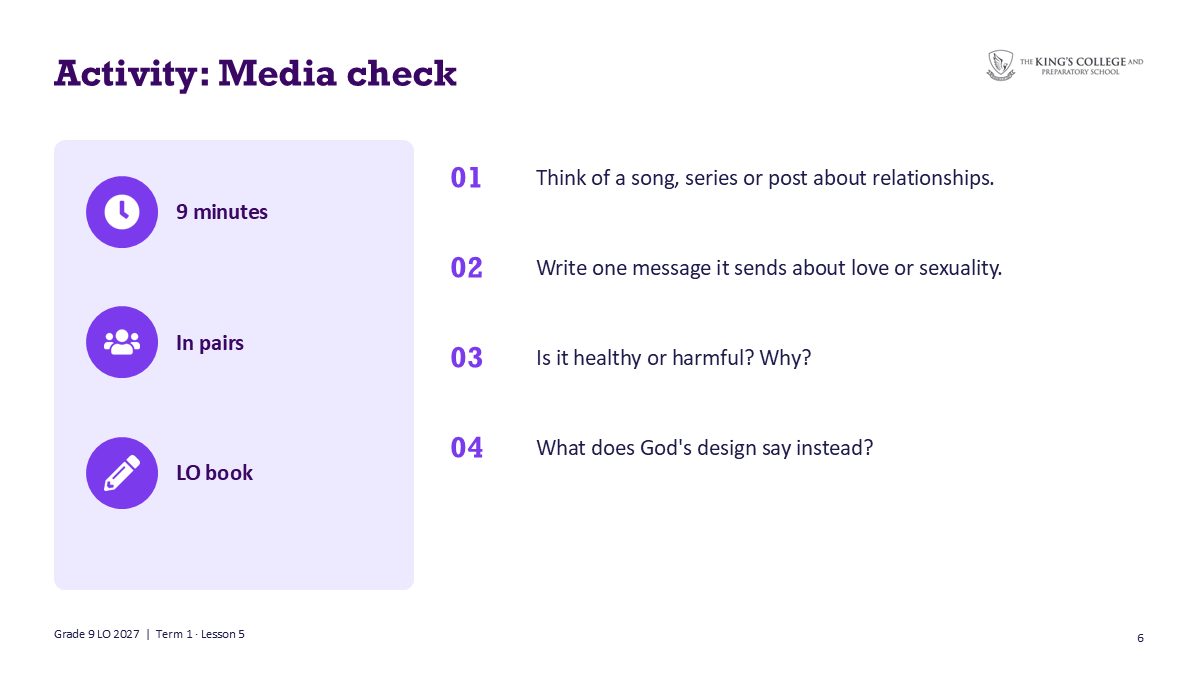 Activity: Media check
THE KING'S COLLEGE AND
PREPARATORY SCHOOL
9 minutes
In pairs
LO book
01 Think of a song, series or post about relationships.
02 Write one message it sends about love or sexuality.
03 Is it healthy or harmful? Why?
04 What does God's design say instead?
Grade 9 LO 2027 | Term 1 · Lesson 5
6